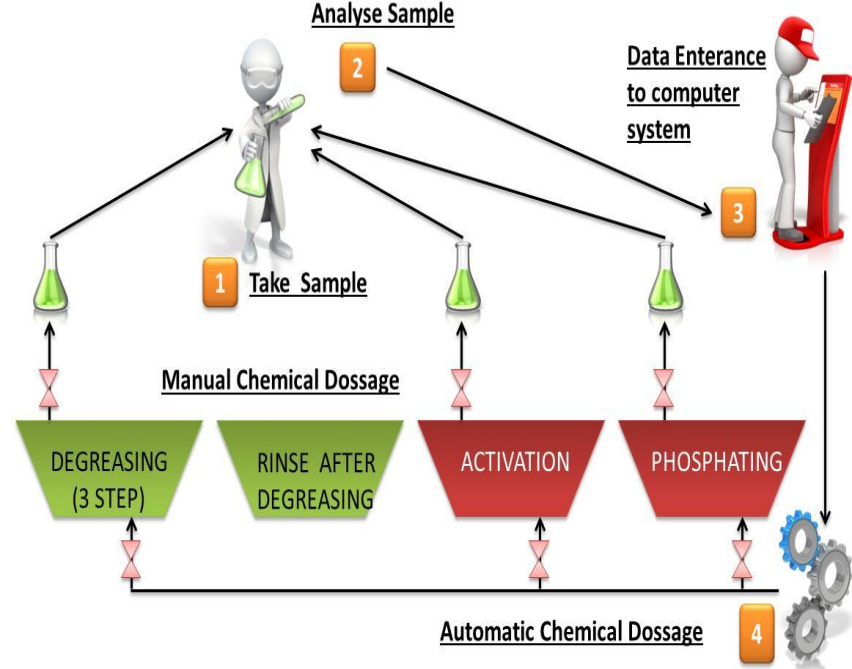 Analyse Sample
2
Data Enterance
to computer
system
3
1
Take Sample
Manual Chemical Dossage
DEGREASING
(3 STEP)
RINSE AFTER
DEGREASING
ACTIVATION
PHOSPHATING
Automatic Chemical Dossage
4